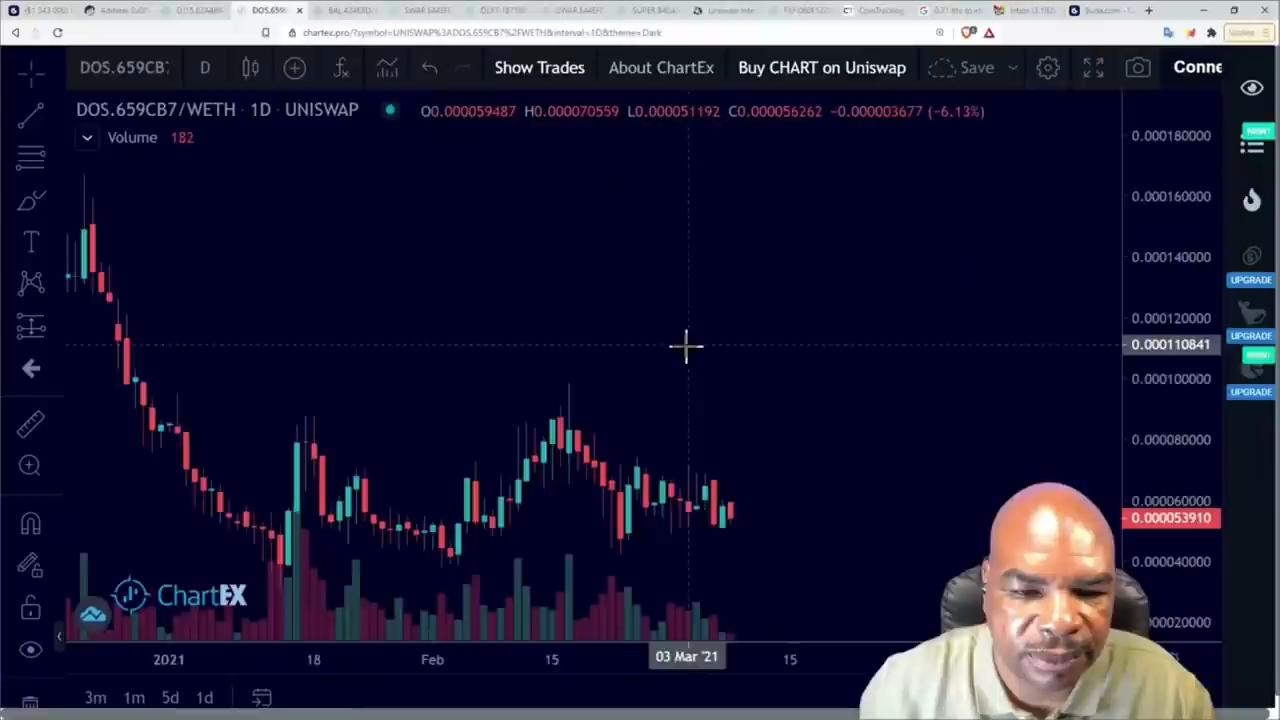 DOS.659
chartex.pro/?symbol=UNISWAP%3ADOS.659CB7%2FWETH&interval=1D&theme=Dark
DOS.659CB7 D Show Trades About ChartEx Buy CHART on Uniswap Save Conne
DOS.659CB7/WETH · 1D · UNISWAP O0.000059487 H0.000070559 L0.000051192 C0.000056262 −0.000003677 (−6.13%)
Volume 182
0.000180000
0.000160000
0.000140000
0.000120000
0.000110841
0.000100000
0.000080000
0.000060000
0.000053910
0.000040000
000020000
UPGRADE
UPGRADE
UPGRADE
ChartEX
2021 18 Feb 15 03 Mar '21 15
3m 1m 5d 1d